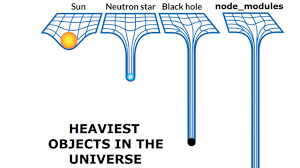 Sun Neutron star Black hole node_modules
HEAVIEST
OBJECTS IN THE
UNIVERSE